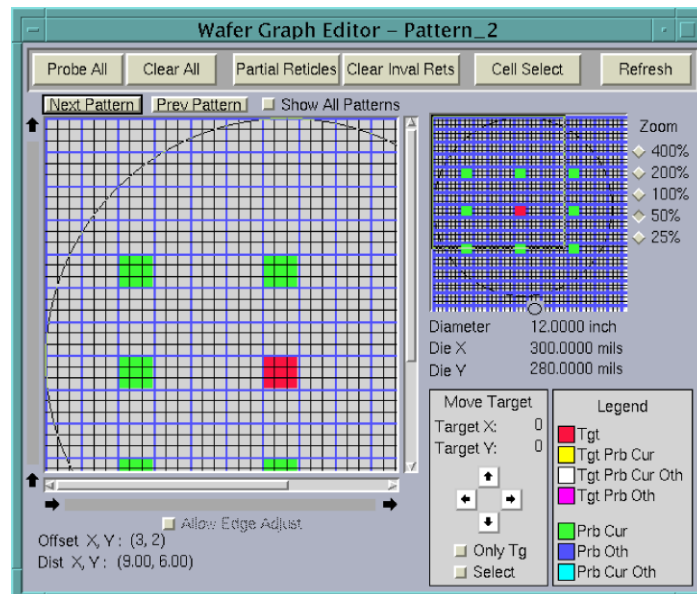 Wafer Graph Editor – Pattern_2
Probe All Clear All Partial Reticles Clear Inval Rets Cell Select Refresh
Next Pattern Prev Pattern Show All Patterns
Zoom
400%
200%
100%
50%
25%
Diameter 12.0000 inch
Die X 300.0000 mils
Die Y 280.0000 mils
Move Target
Target X: 0
Target Y: 0
Only Tg
Select
Legend
Tgt
Tgt Prb Cur
Tgt Prb Cur Oth
Tgt Prb Oth
Prb Cur
Prb Oth
Prb Cur Oth
Allow Edge Adjust
Offset X, Y: (3, 2)
Dist X, Y: (9.00, 6.00)